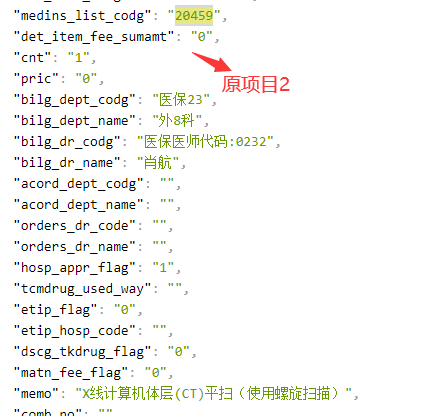 "medins_list_codg": "20459",
"det_item_fee_sumamt": "0",
"cnt": "1",
"pric": "0",
原项目2
"bilg_dept_codg": "医保23",
"bilg_dept_name": "外8科",
"bilg_dr_codg": "医保医师代码:0232",
"bilg_dr_name": "肖航",
"acord_dept_codg": "",
"acord_dept_name": "",
"orders_dr_code": "",
"orders_dr_name": "",
"hosp_appr_flag": "1",
"tcmdrug_used_way": "",
"etip_flag": "0",
"etip_hosp_code": "",
"dscg_tkdrug_flag": "0",
"matn_fee_flag": "0",
"memo": "X线计算机体层(CT)平扫（使用螺旋扫描）",
"comb_no": ""